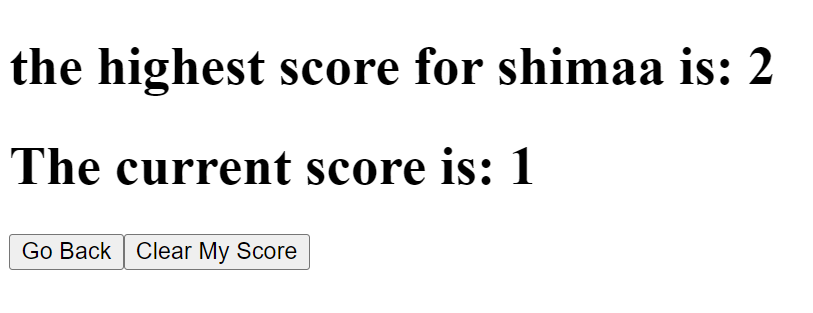 the highest score for shimaa is: 2
The current score is: 1
Go Back Clear My Score